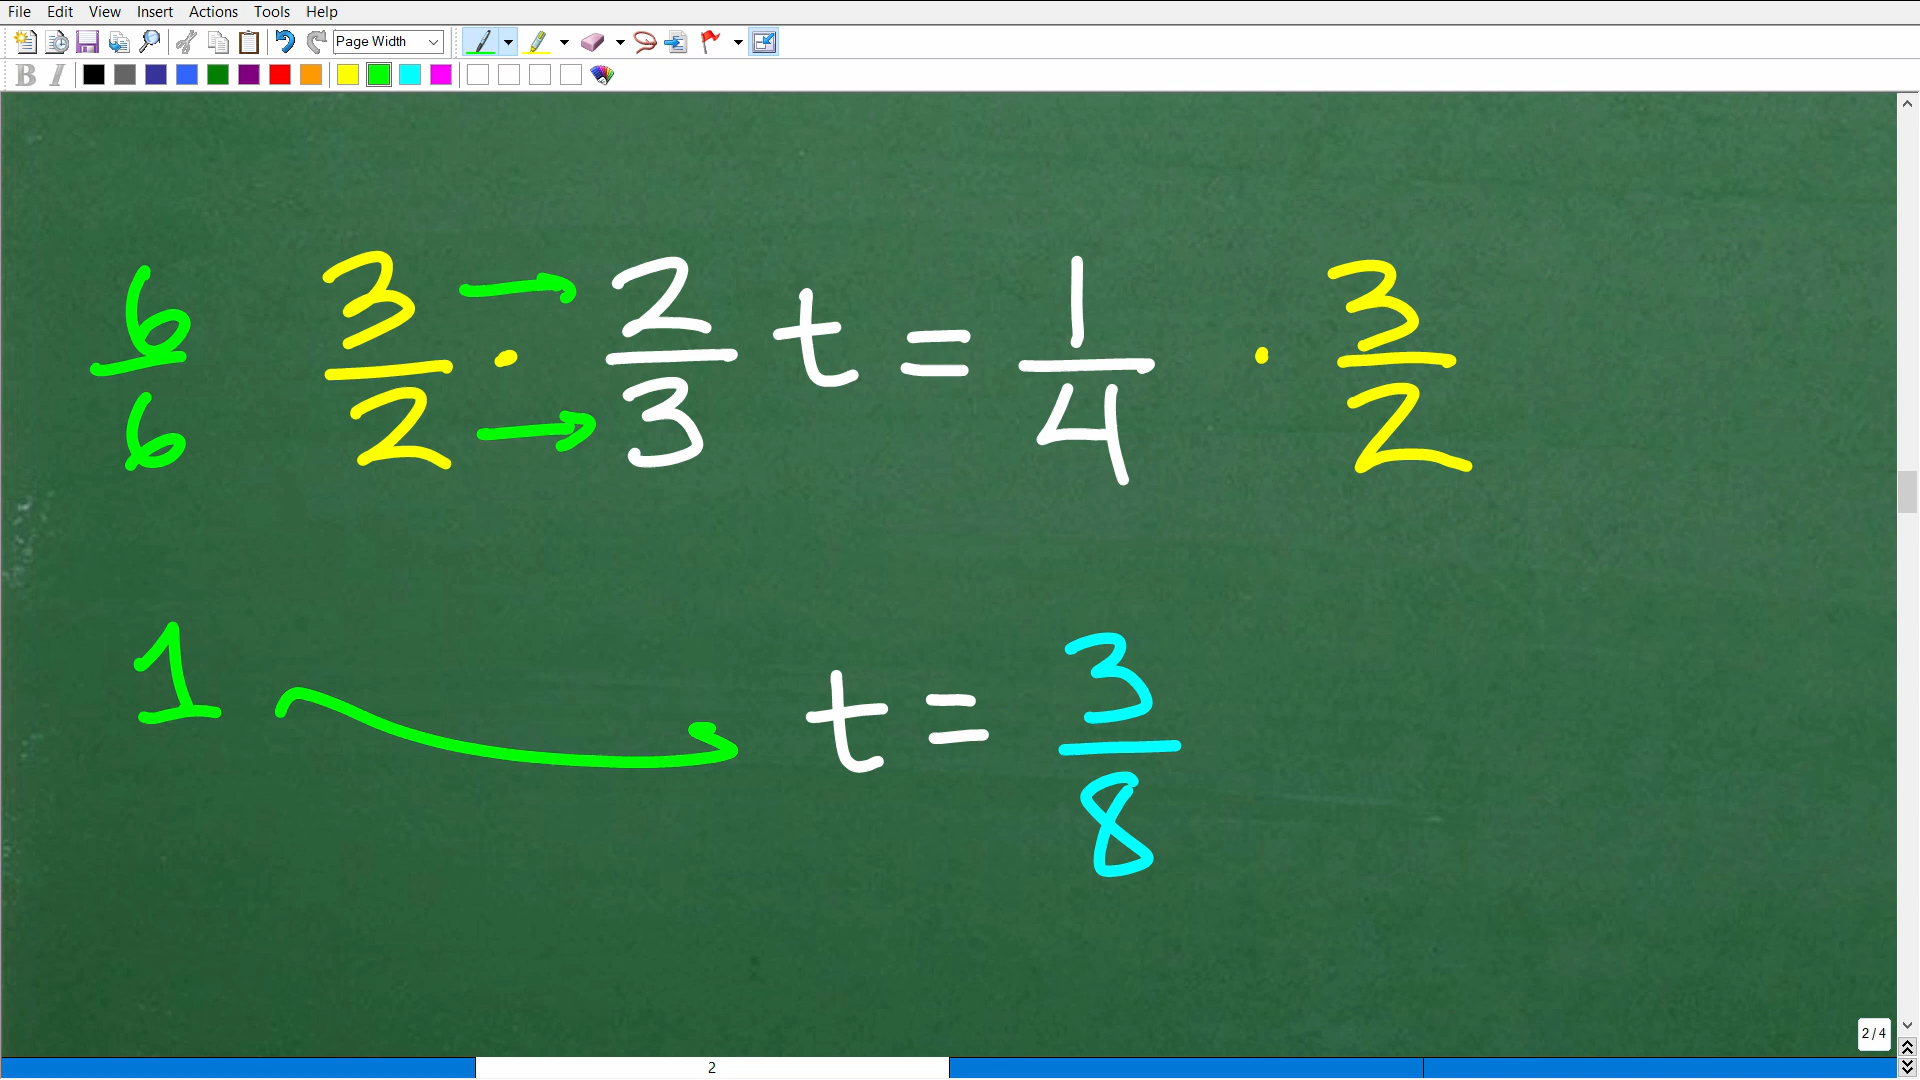 File Edit View Insert Actions Tools Help
Page Width
B I
6/6 3/2 · 2/3 t = 1/4 · 3/2
1 t = 3/8
2/4
2